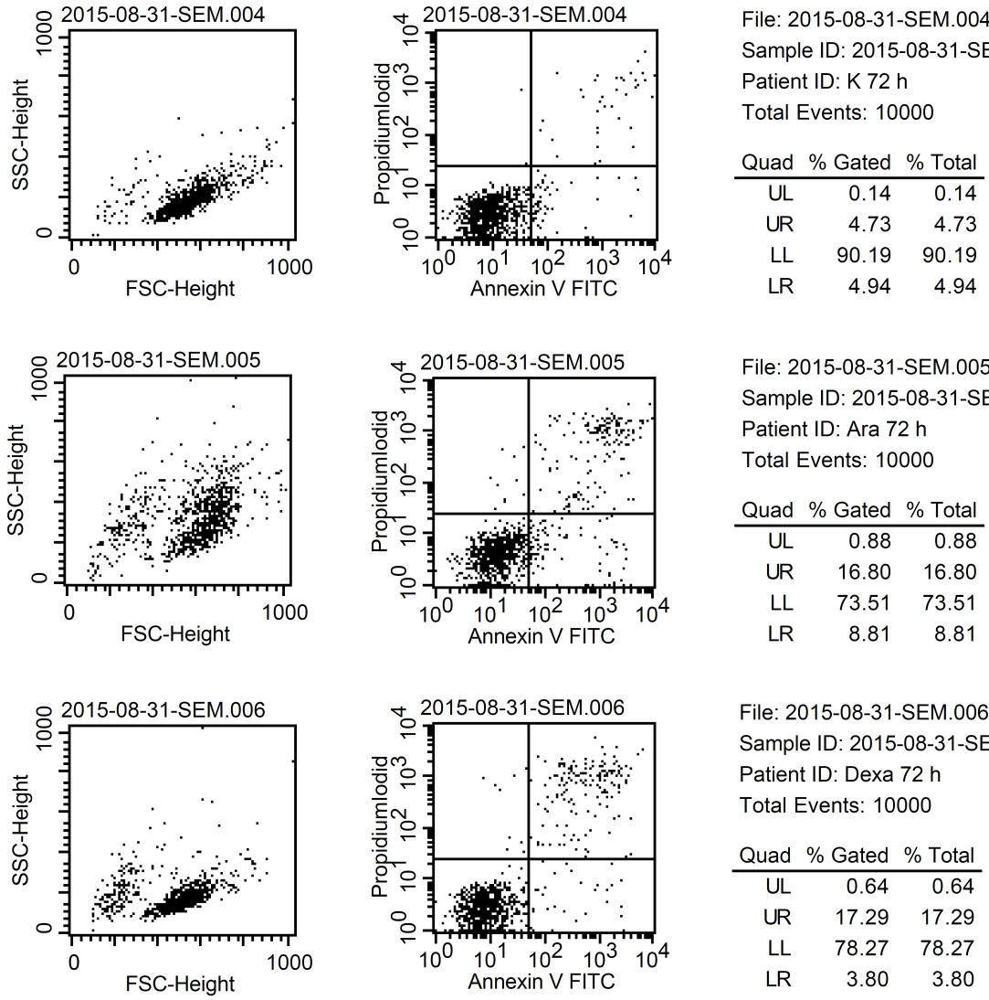 2015-08-31-SEM.004
1000
SSC-Height
0
0 1000
FSC-Height
2015-08-31-SEM.004
10^4
10^3
10^2
10^1
10^0
PropidiumIodid
10^0 10^1 10^2 10^3 10^4
Annexin V FITC
File: 2015-08-31-SEM.004
Sample ID: 2015-08-31-SE
Patient ID: K 72 h
Total Events: 10000
Quad % Gated % Total
UL 0.14 0.14
UR 4.73 4.73
LL 90.19 90.19
LR 4.94 4.94
2015-08-31-SEM.005
1000
SSC-Height
0
0 1000
FSC-Height
2015-08-31-SEM.005
10^4
10^3
10^2
10^1
10^0
PropidiumIodid
10^0 10^1 10^2 10^3 10^4
Annexin V FITC
File: 2015-08-31-SEM.005
Sample ID: 2015-08-31-SE
Patient ID: Ara 72 h
Total Events: 10000
Quad % Gated % Total
UL 0.88 0.88
UR 16.80 16.80
LL 73.51 73.51
LR 8.81 8.81
2015-08-31-SEM.006
1000
SSC-Height
0
0 1000
FSC-Height
2015-08-31-SEM.006
10^4
10^3
10^2
10^1
10^0
PropidiumIodid
10^0 10^1 10^2 10^3 10^4
Annexin V FITC
File: 2015-08-31-SEM.006
Sample ID: 2015-08-31-SE
Patient ID: Dexa 72 h
Total Events: 10000
Quad % Gated % Total
UL 0.64 0.64
UR 17.29 17.29
LL 78.27 78.27
LR 3.80 3.80